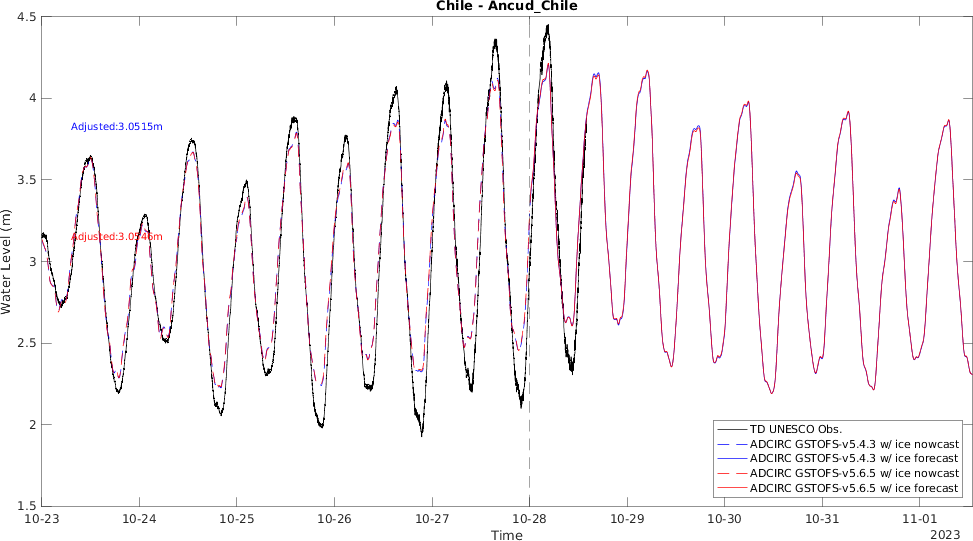 Chile - Ancud_Chile
4.5
4
3.5
3
2.5
2
1.5
Water Level (m)
Adjusted:3.0515m
Adjusted:3.0546m
TD UNESCO Obs.
ADCIRC GSTOFS-v5.4.3 w/ ice nowcast
ADCIRC GSTOFS-v5.4.3 w/ ice forecast
ADCIRC GSTOFS-v5.6.5 w/ ice nowcast
ADCIRC GSTOFS-v5.6.5 w/ ice forecast
10-23 10-24 10-25 10-26 10-27 10-28 10-29 10-30 10-31 11-01
Time
2023